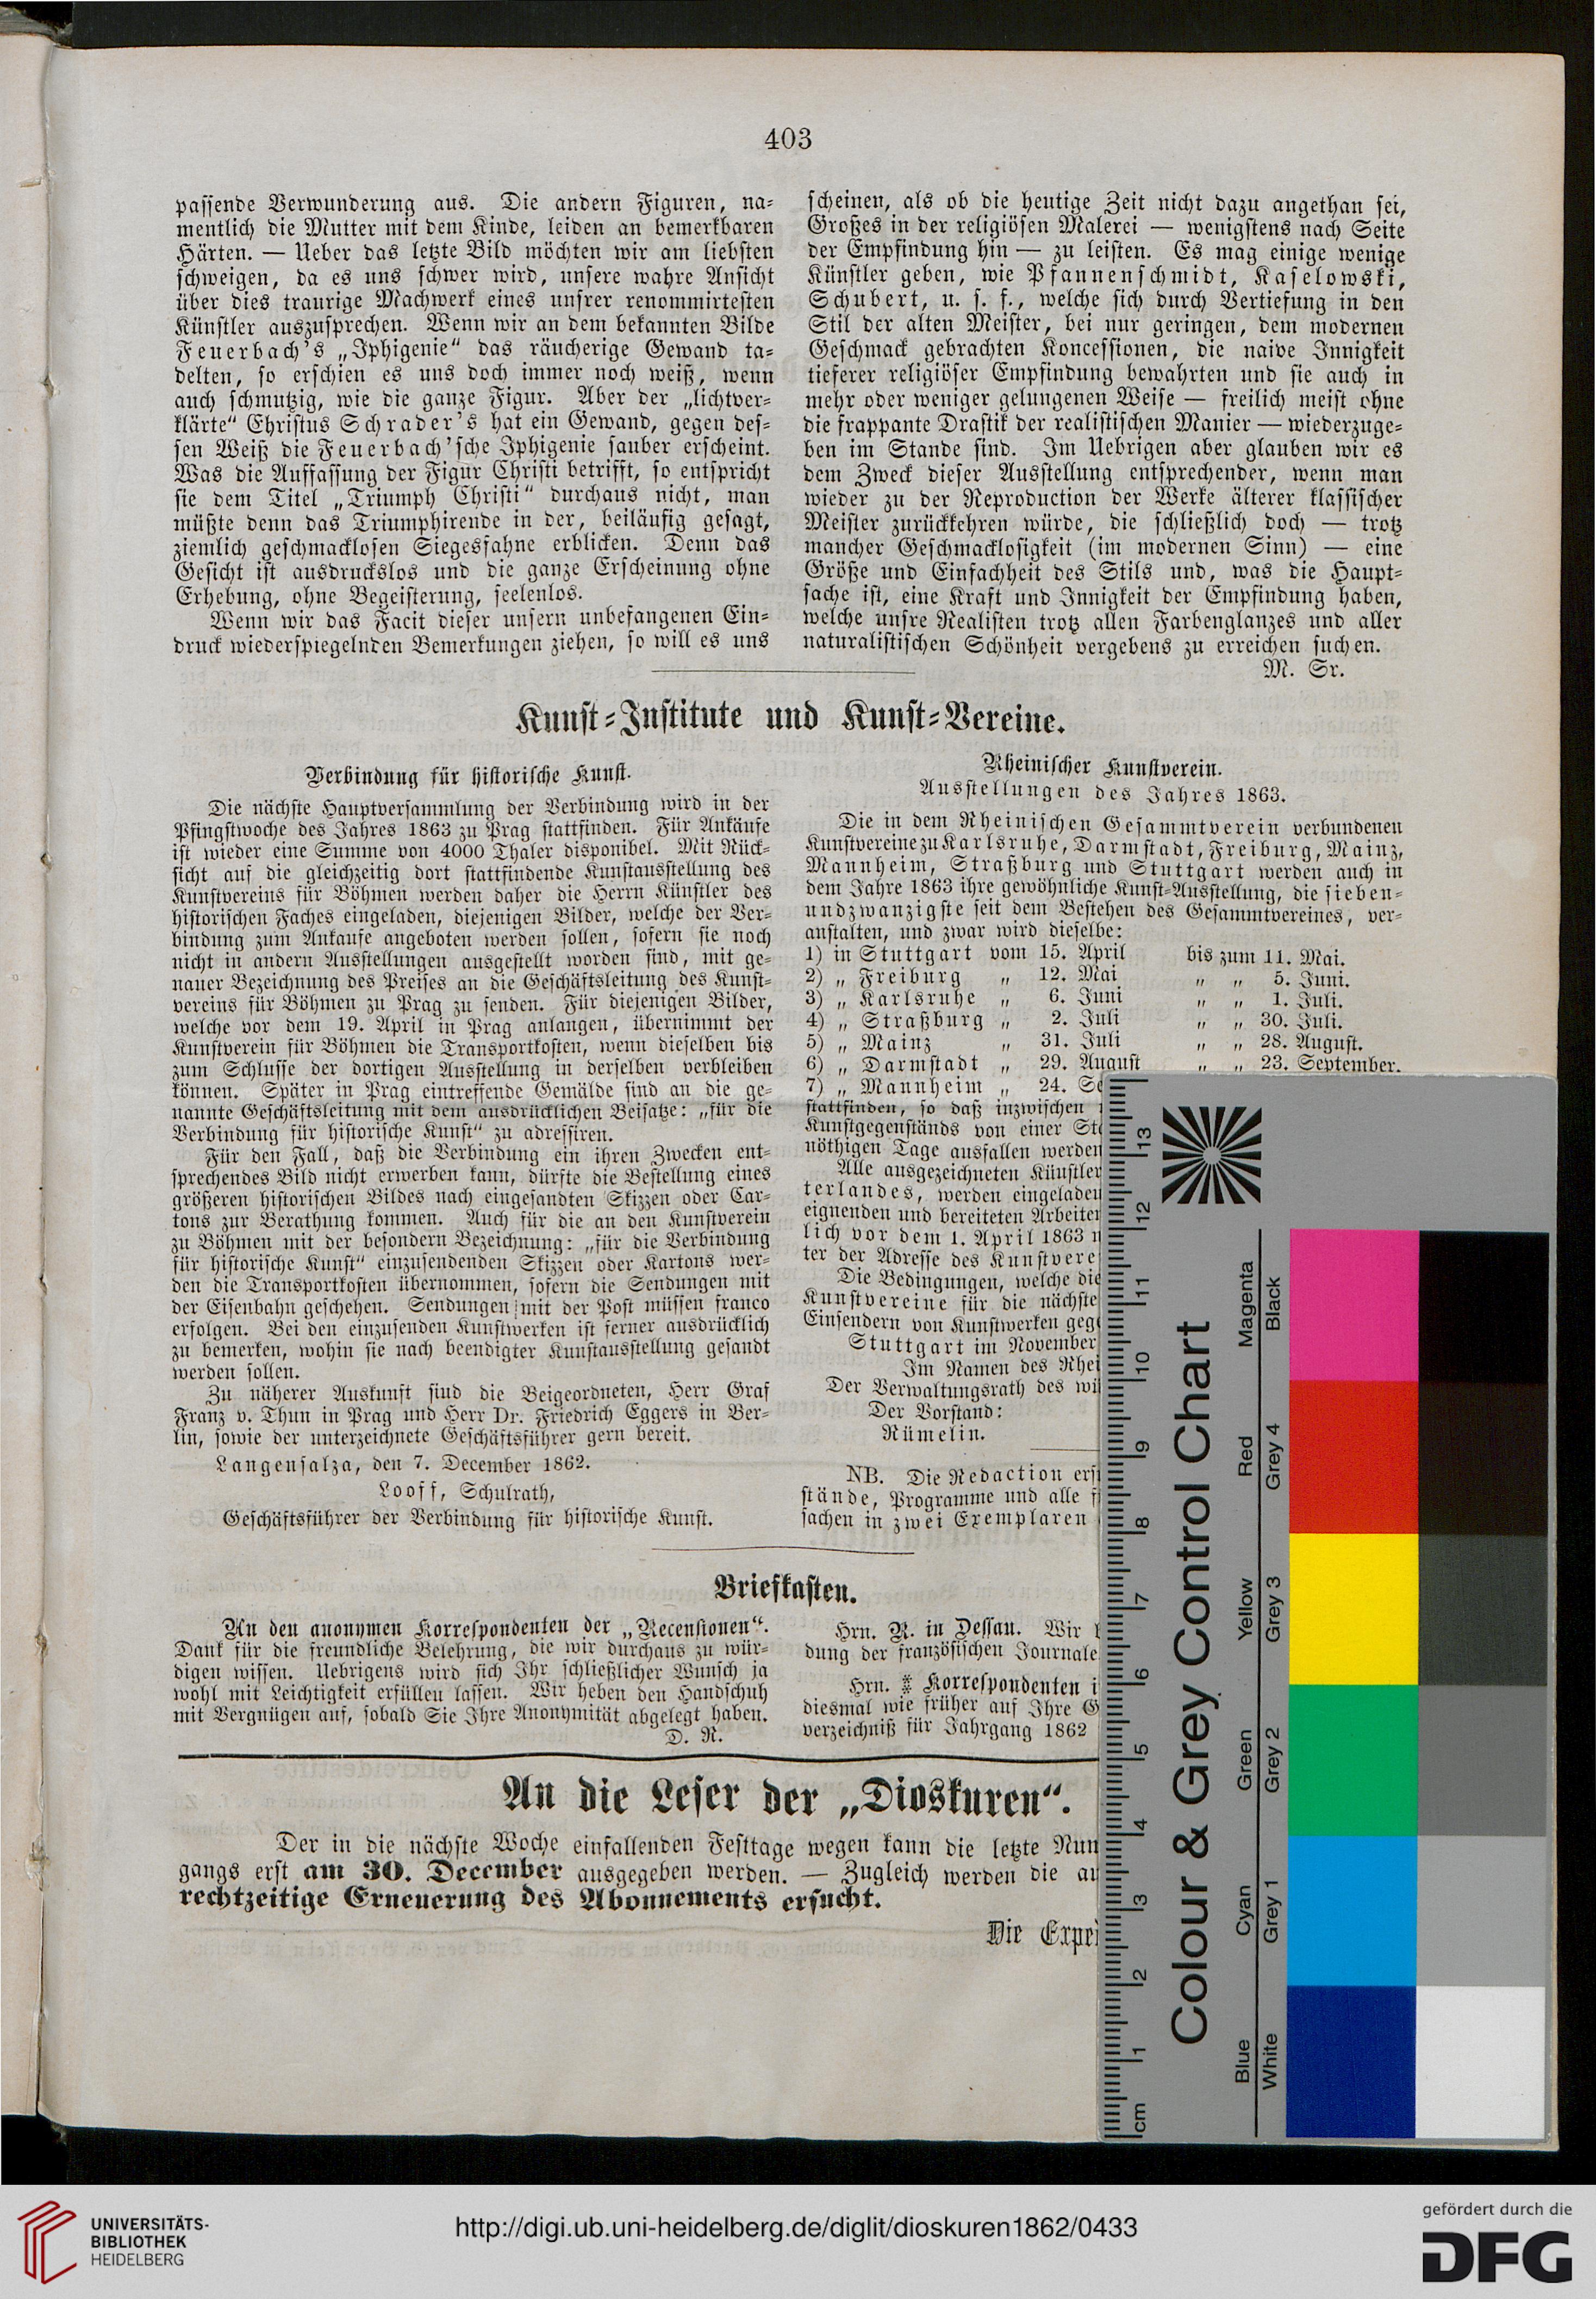 403
passende Verwunderung aus. Die andern Figuren, na-
mentlich die Mutter mit dem Kinde, leiden an bemerkbaren
Härten. — Ueber das letzte Bild möchten wir am liebsten
schweigen, da es uns schwer wird, unsere wahre Ansicht
über dies traurige Machwerk eines unsrer renommirtesten
Künstler auszusprechen. Wenn wir an dem bekannten Bilde
Feuerbach's „Iphigenie“ das räucherige Gewand ta-
delten, so erschien es uns doch immer noch weiß, wenn
auch schmutzig, wie die ganze Figur. Aber der „lichtver-
klärte“ Christus Schrader's hat ein Gewand, gegen des-
sen Weiß die Feuerbach'sche Iphigenie sauber erscheint.
Was die Auffassung der Figur Christi betrifft, so entspricht
sie dem Titel „Triumph Christi“ durchaus nicht, man
müßte denn das Triumphirende in der, beiläufig gesagt,
ziemlich geschmacklosen Siegesfahne erblicken. Denn das
Gesicht ist ausdruckslos und die ganze Erscheinung ohne
Erhebung, ohne Begeisterung, seelenlos.
Wenn wir das Facit dieser unsern unbefangenen Ein-
druck wiederspiegelnden Bemerkungen ziehen, so will es uns
scheinen, als ob die heutige Zeit nicht dazu angethan sei,
Großes in der religiösen Malerei — wenigstens nach Seite
der Empfindung hin — zu leisten. Es mag einige wenige
Künstler geben, wie Pfannenschmidt, Kaselowski,
Schubert, u. s. f., welche sich durch Vertiefung in den
Stil der alten Meister, bei nur geringen, dem modernen
Geschmack gebrachten Koncessionen, die naive Innigkeit
tieferer religiöser Empfindung bewahrten und sie auch in
mehr oder weniger gelungenen Weise — freilich meist ohne
die frappante Drastik der realistischen Manier — wiederzuge-
ben im Stande sind. Im Uebrigen aber glauben wir es
dem Zweck dieser Ausstellung entsprechender, wenn man
wieder zu der Reproduction der Werke älterer klassischer
Meister zurückkehren würde, die schließlich doch — trotz
mancher Geschmacklosigkeit (im modernen Sinn) — eine
Größe und Einfachheit des Stils und, was die Haupt-
sache ist, eine Kraft und Innigkeit der Empfindung haben,
welche unsre Realisten trotz allen Farbenglanzes und aller
naturalistischen Schönheit vergebens zu erreichen suchen.
M. Sr.
Kunst-Institute und Kunst-Vereine.
Verbindung für historische Kunst.
Die nächste Hauptversammlung der Verbindung wird in der
Pfingstwoche des Jahres 1863 zu Prag stattfinden. Für Ankäufe
ist wieder eine Summe von 4000 Thaler disponibel. Mit Rück-
sicht auf die gleichzeitig dort stattfindende Kunstausstellung des
Kunstvereins für Böhmen werden daher die Herrn Künstler des
historischen Faches eingeladen, diejenigen Bilder, welche der Ver-
bindung zum Ankaufe angeboten werden sollen, sofern sie noch
nicht in andern Ausstellungen ausgestellt worden sind, mit ge-
nauer Bezeichnung des Preises an die Geschäftsleitung des Kunst-
vereins für Böhmen zu Prag zu senden. Für diejenigen Bilder,
welche vor dem 19. April in Prag anlangen, übernimmt der
Kunstverein für Böhmen die Transportkosten, wenn dieselben bis
zum Schlusse der dortigen Ausstellung in derselben verbleiben
können. Später in Prag eintreffende Gemälde sind an die ge-
nannte Geschäftsleitung mit dem ausdrücklichen Beisatze: „für die
Verbindung für historische Kunst“ zu adressiren.
Für den Fall, daß die Verbindung ein ihren Zwecken ent-
sprechendes Bild nicht erwerben kann, dürfte die Bestellung eines
größeren historischen Bildes nach eingesandten Skizzen oder Car-
tons zur Berathung kommen. Auch für die an den Kunstverein
zu Böhmen mit der besondern Bezeichnung: „für die Verbindung
für historische Kunst“ einzusendenden Skizzen oder Kartons wer-
den die Transportkosten übernommen, sofern die Sendungen mit
der Eisenbahn geschehen. Sendungen mit der Post müssen franco
erfolgen. Bei den einzusenden Kunstwerken ist ferner ausdrücklich
zu bemerken, wohin sie nach beendigter Kunstausstellung gesandt
werden sollen.
Zu näherer Auskunft sind die Beigeordneten, Herr Graf
Franz v. Thun in Prag und Herr Dr. Friedrich Eggers in Ber-
lin, sowie der unterzeichnete Geschäftsführer gern bereit.
Langensalza, den 7. December 1862.
Looff, Schulrath,
Geschäftsführer der Verbindung für historische Kunst.
Rheinischer Kunstverein.
Ausstellungen des Jahres 1863.
Die in dem Rheinischen Gesammtverein verbundenen
Kunstvereine zu Karlsruhe, Darmstadt, Freiburg, Mainz,
Mannheim, Straßburg und Stuttgart werden auch in
dem Jahre 1863 ihre gewöhnliche Kunst-Ausstellung, die sieben-
undzwanzigste seit dem Bestehen des Gesammtvereines, ver-
anstalten, und zwar wird dieselbe:
1) in Stuttgart vom 15. April bis zum 11. Mai.
2) „ Freiburg „ 12. Mai „ „ 5. Juni.
3) „ Karlsruhe „ 6. Juni „ „ 1. Juli.
4) „ Straßburg „ 2. Juli „ „ 30. Juli.
5) „ Mainz „ 31. Juli „ „ 28. August.
6) „ Darmstadt „ 29. August „ „ 23. September.
7) „ Mannheim „ 24. Se
stattfinden, so daß inzwischen
Kunstgegenständs von einer St
nöthigen Tage ausfallen werden
Alle ausgezeichneten Künstler
terlandes, werden eingeladen
eignenden und bereiteten Arbeiten
lich vor dem 1. April 1863
ter der Adresse des Kunstvere
Die Bedingungen, welche die
Kunstvereine für die nächste
Einsendern von Kunstwerken geg
Stuttgart im November
Im Namen des Rhei
Der Verwaltungsrath des
Der Vorstand:
Rümelin.
NB. Die Redaction ers
stände, Programme und alle
sachen in zwei Exemplaren
Briefkasten.
An den anonymen Korrespondenten der „Recensionen“.
Dank für die freundliche Belehrung, die wir durchaus zu wür-
digen wissen. Uebrigens wird sich Ihr schließlicher Wunsch ja
wohl mit Leichtigkeit erfüllen lassen. Wir heben den Handschuh
mit Vergnügen auf, sobald Sie Ihre Anonymität abgelegt haben.
D. R.
Hrn. R. in Dessau. Wir
dung der französischen Journale
Hrn. ⁂ Korrespondenten i
diesmal wie früher auf Ihre G
verzeichniß für Jahrgang 1862
An die Leser der „Dioskuren“.
Der in die nächste Woche einfallenden Festtage wegen kann die letzte Num
gangs erst am 30. December ausgegeben werden. — Zugleich werden die
rechtzeitige Erneuerung des Abonnements ersucht.
Die Expe
Colour & Grey Control Chart
Blue Cyan Green Yellow Red Magenta
White Grey 1 Grey 2 Grey 3 Grey 4 Black
cm 1 2 3 4 5 6 7 8 9 10 11 12 13
UNIVERSITÄTS-
BIBLIOTHEK
HEIDELBERG
http://digi.ub.uni-heidelberg.de/diglit/dioskuren1862/0433
gefördert durch die
DFG